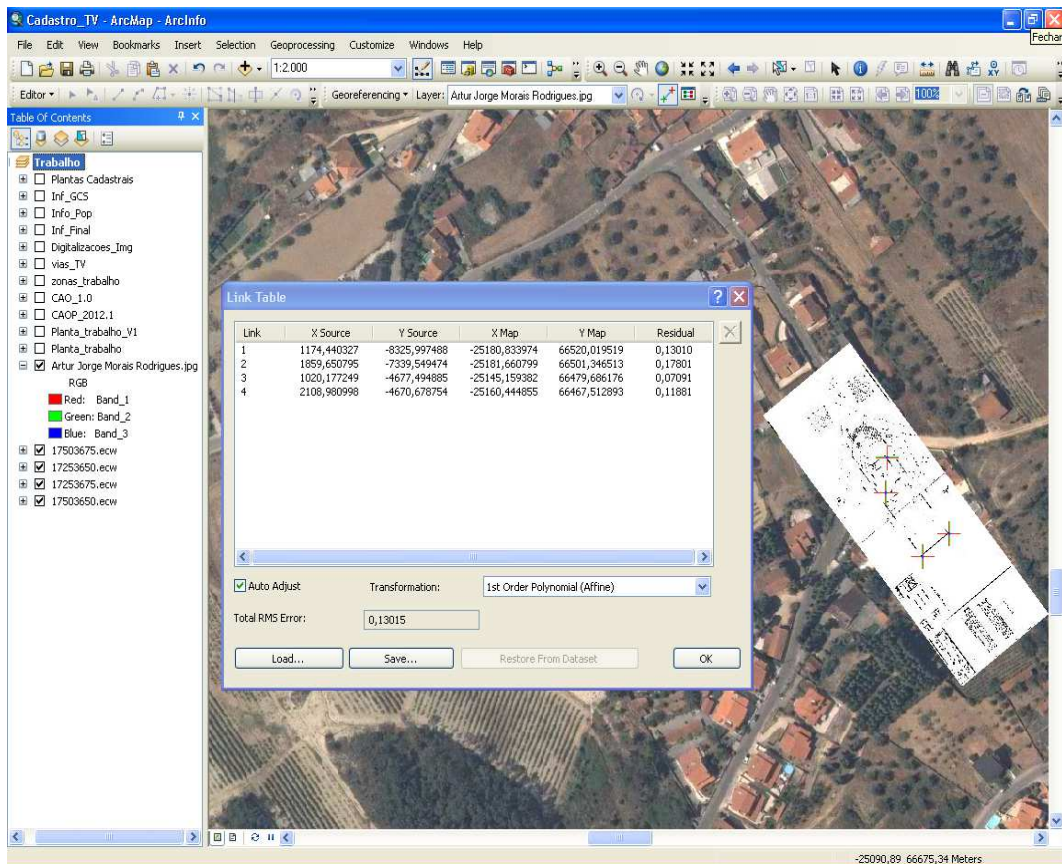 Cadastro_TV - ArcMap - ArcInfo
Fechar
File Edit View Bookmarks Insert Selection Geoprocessing Customize Windows Help
1:2.000
Editor Georeferencing Layer: Artur Jorge Morais Rodrigues.jpg 100%
Table Of Contents
Trabalho
Plantas Cadastrais
Inf_GCS
Info_Pop
Inf_Final
Digitalizacoes_Img
vias_TV
zonas_trabalho
CAO_1.0
CAOP_2012.1
Planta_trabalho_V1
Planta_trabalho
Artur Jorge Morais Rodrigues.jpg
RGB
Red: Band_1
Green: Band_2
Blue: Band_3
17503675.ecw
17253650.ecw
17253675.ecw
17503650.ecw
Link Table
Link X Source Y Source X Map Y Map Residual
1 1174,440327 -8325,997488 -25180,833974 66520,019519 0,13010
2 1859,650795 -7339,549474 -25181,660799 66501,346513 0,17801
3 1020,177249 -4677,494885 -25145,159382 66479,686176 0,07091
4 2108,980998 -4670,678754 -25160,444855 66467,512893 0,11881
Auto Adjust Transformation: 1st Order Polynomial (Affine)
Total RMS Error: 0,13015
Load... Save... Restore From Dataset OK
-25090,89 66675,34 Meters